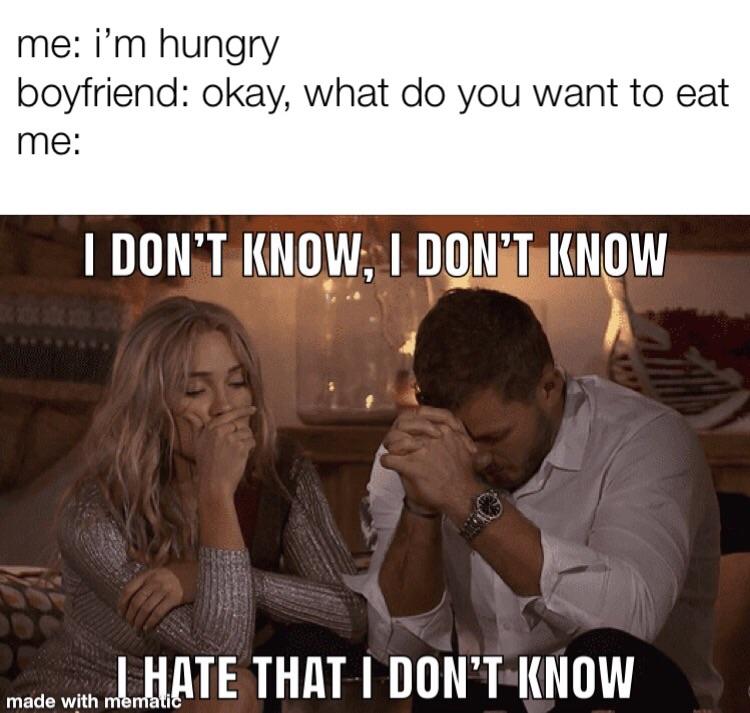 me: i’m hungry
boyfriend: okay, what do you want to eat
me:
I DON’T KNOW, I DON’T KNOW
I HATE THAT I DON’T KNOW
made with mematic